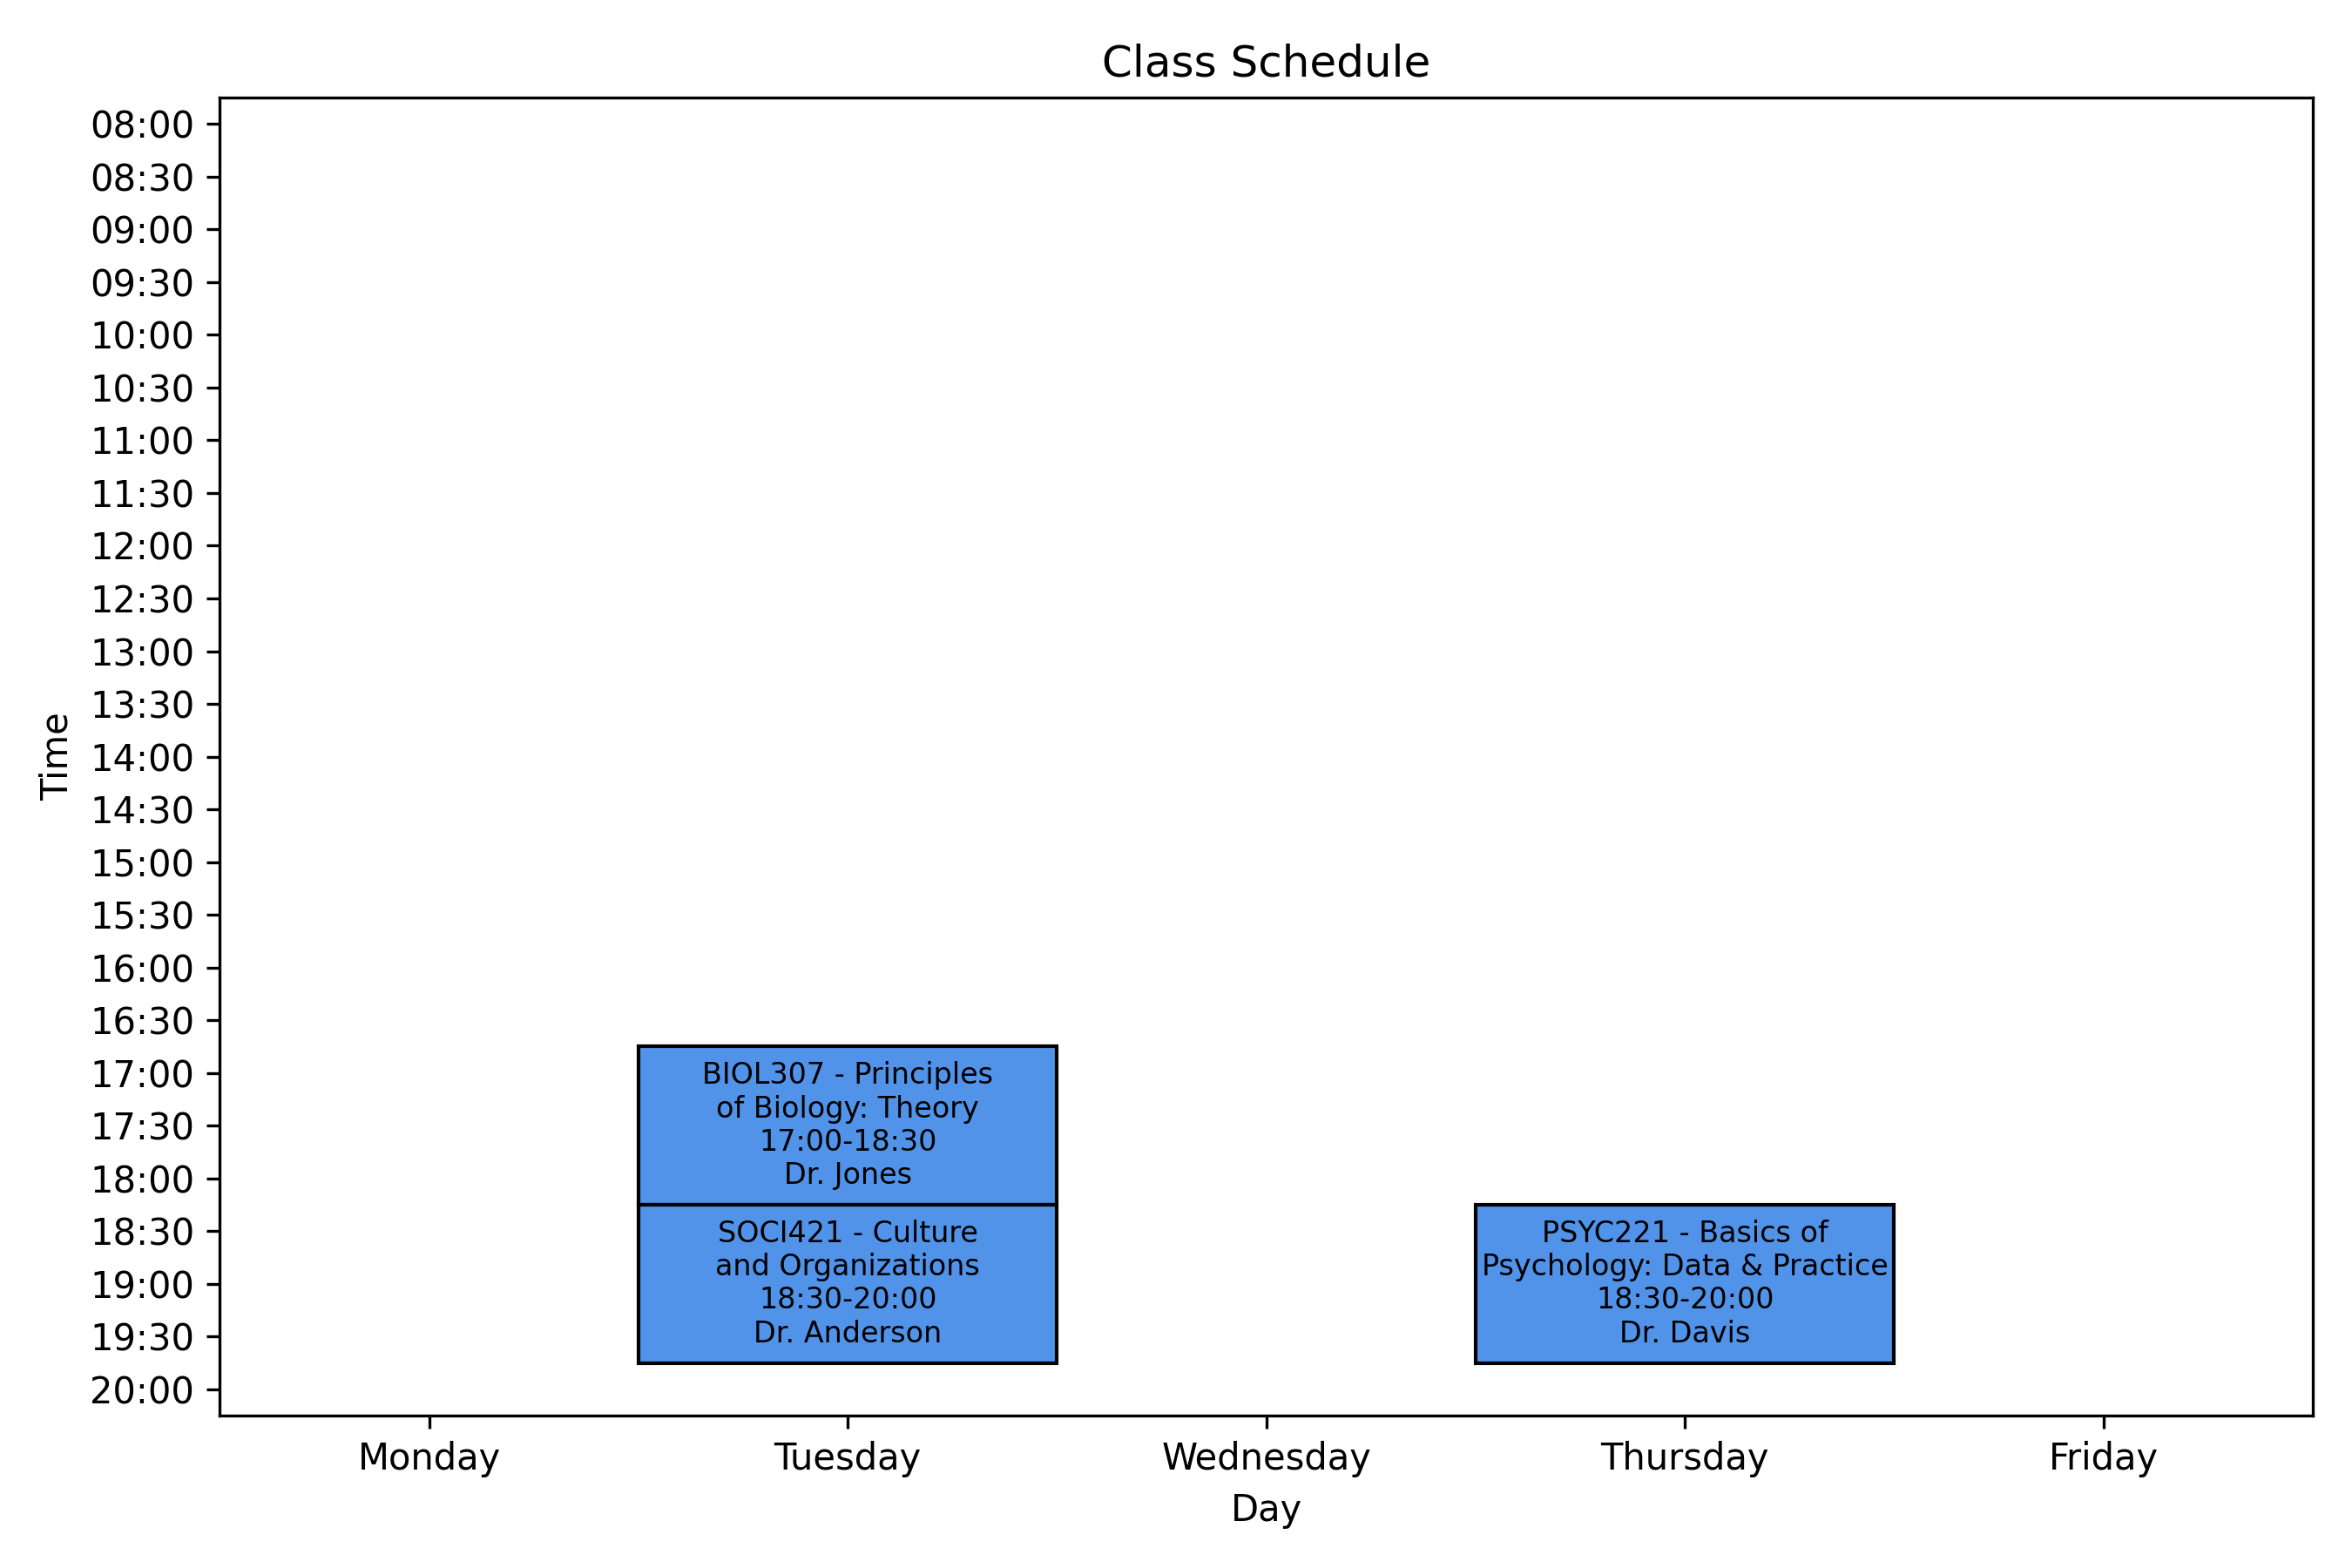 Class Schedule
Time
08:00
08:30
09:00
09:30
10:00
10:30
11:00
11:30
12:00
12:30
13:00
13:30
14:00
14:30
15:00
15:30
16:00
16:30
17:00
17:30
18:00
18:30
19:00
19:30
20:00
BIOL307 - Principles
of Biology: Theory
17:00-18:30
Dr. Jones
SOCI421 - Culture
and Organizations
18:30-20:00
Dr. Anderson
PSYC221 - Basics of
Psychology: Data & Practice
18:30-20:00
Dr. Davis
Monday
Tuesday
Wednesday
Thursday
Friday
Day